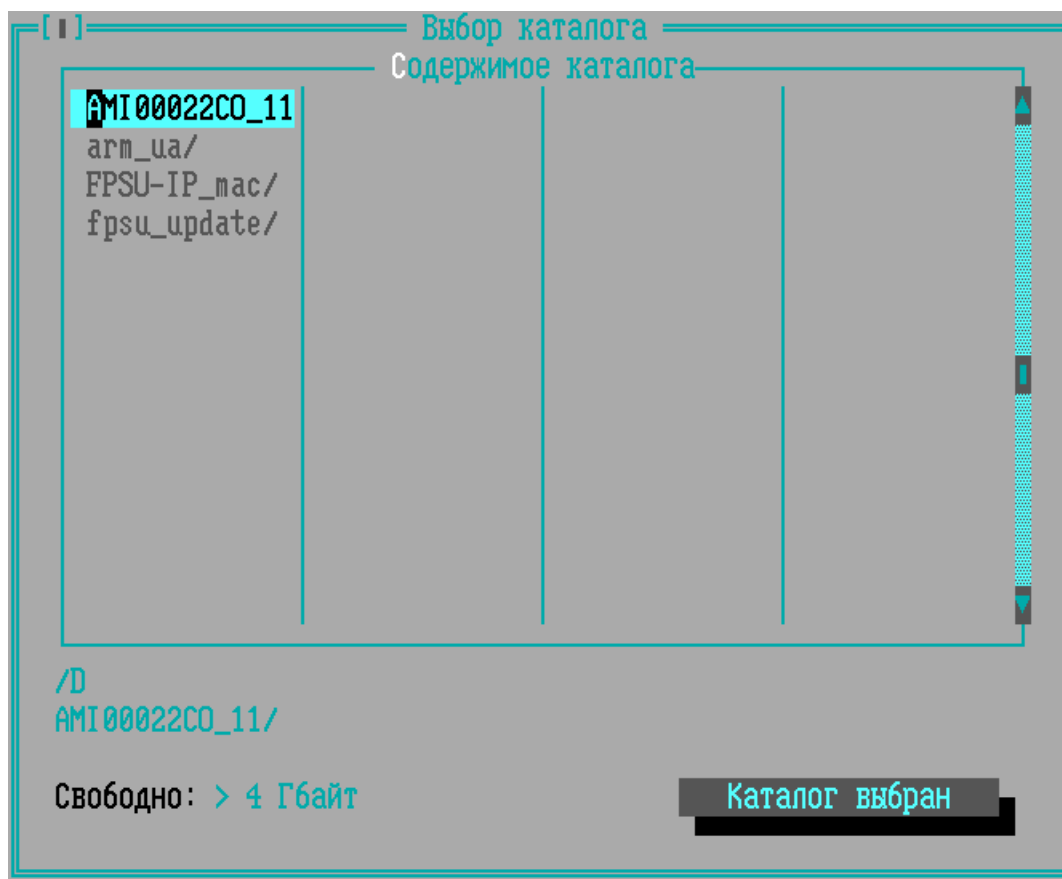 Выбор каталога
Содержимое каталога
AMI00022CO_11
arm_ua/
FPSU-IP_mac/
fpsu_update/
/D
AMI00022CO_11/
Свободно: > 4 Гбайт
Каталог выбран